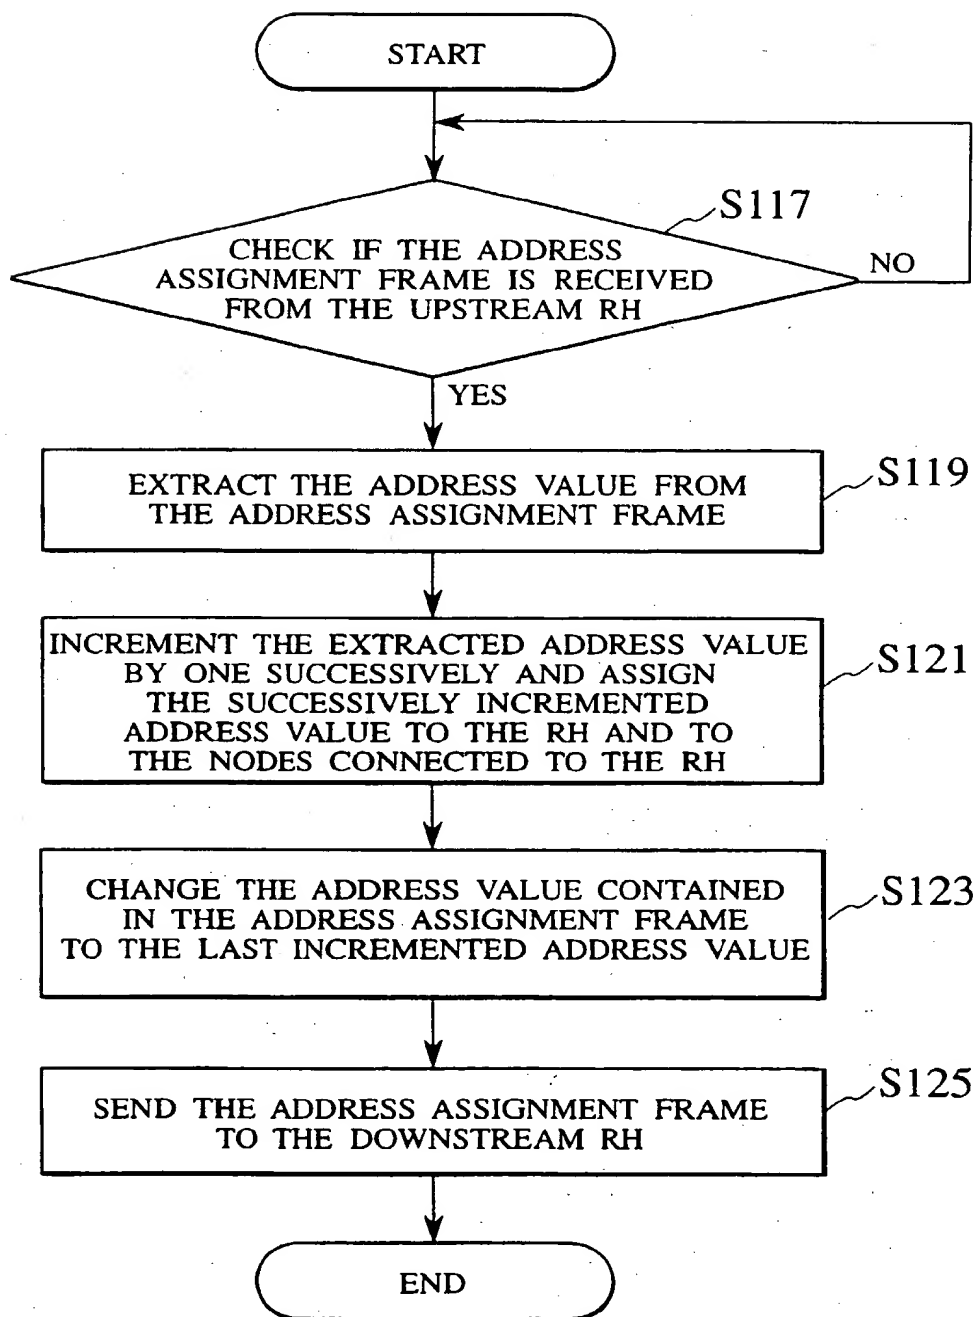 START
S117
CHECK IF THE ADDRESS
ASSIGNMENT FRAME IS RECEIVED
FROM THE UPSTREAM RH
NO
YES
EXTRACT THE ADDRESS VALUE FROM
THE ADDRESS ASSIGNMENT FRAME
S119
INCREMENT THE EXTRACTED ADDRESS VALUE
BY ONE SUCCESSIVELY AND ASSIGN
THE SUCCESSIVELY INCREMENTED
ADDRESS VALUE TO THE RH AND TO
THE NODES CONNECTED TO THE RH
S121
CHANGE THE ADDRESS VALUE CONTAINED
IN THE ADDRESS ASSIGNMENT FRAME
TO THE LAST INCREMENTED ADDRESS VALUE
S123
SEND THE ADDRESS ASSIGNMENT FRAME
TO THE DOWNSTREAM RH
S125
END